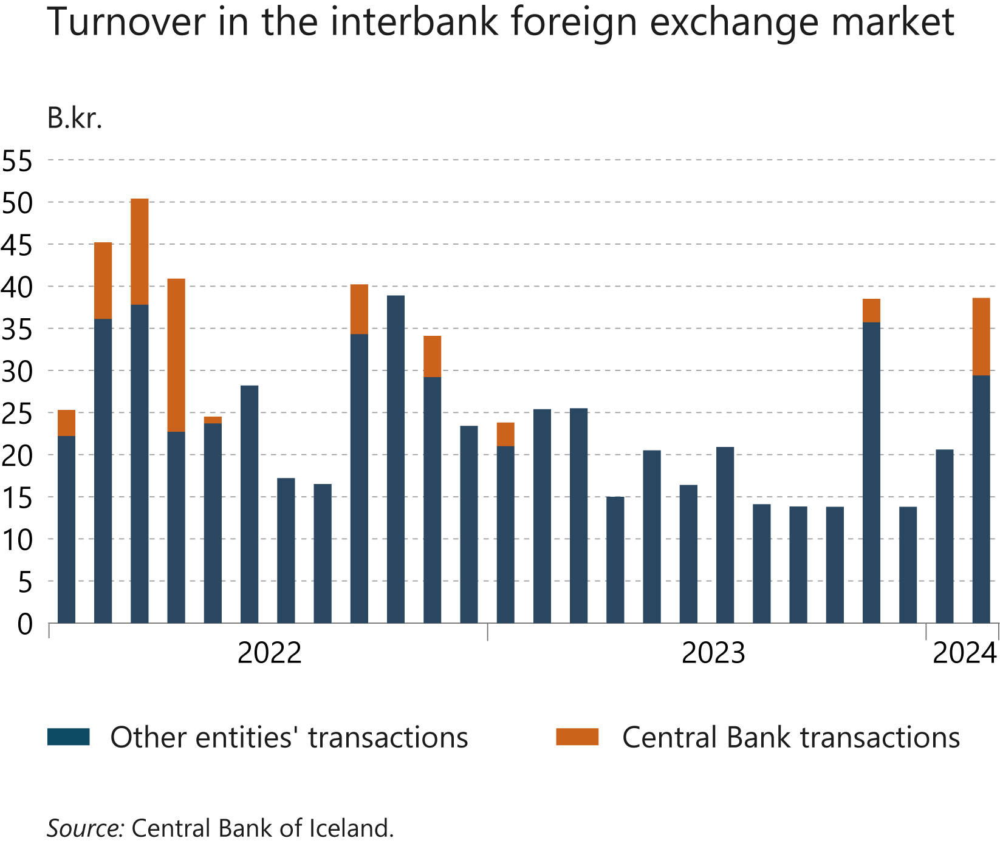 Turnover in the interbank foreign exchange market
B.kr.
55
50
45
40
35
30
25
20
15
10
5
0
2022 2023 2024
Other entities' transactions Central Bank transactions
Source: Central Bank of Iceland.